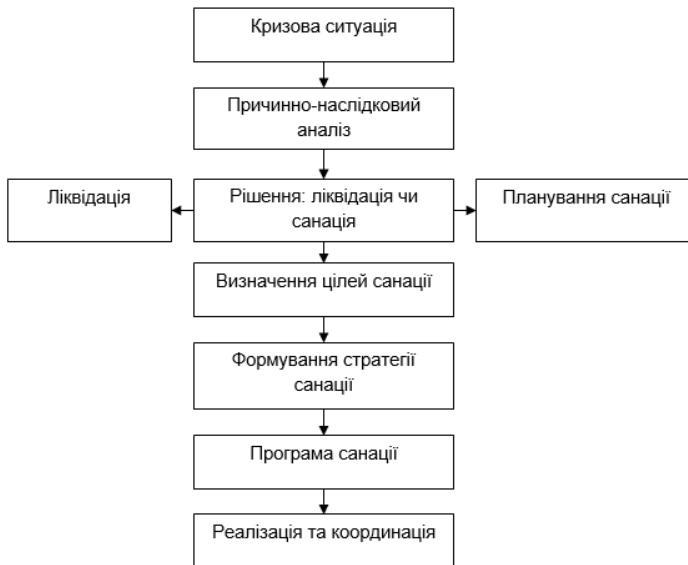 Кризова ситуація
Причинно-наслідковий
аналіз
Ліквідація
Рішення: ліквідація чи
санація
Планування санації
Визначення цілей санації
Формування стратегії
санації
Програма санації
Реалізація та координація